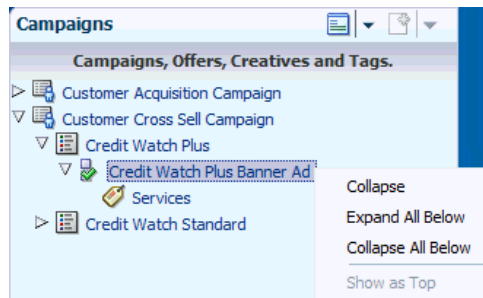 Campaigns
Campaigns, Offers, Creatives and Tags.
Customer Acquisition Campaign
Customer Cross Sell Campaign
Credit Watch Plus
Credit Watch Plus Banner Ad
Services
Credit Watch Standard
Collapse
Expand All Below
Collapse All Below
Show as Top